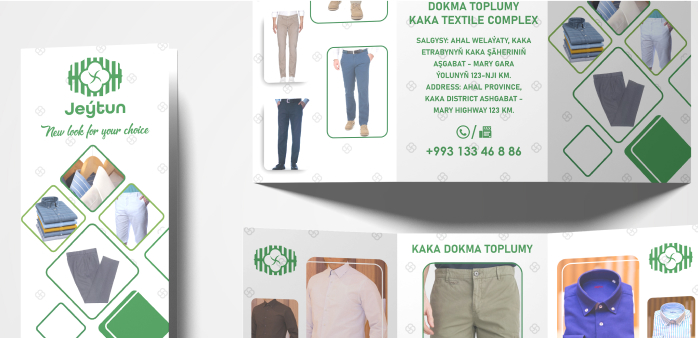 Jeýtun
New look for your choice
DOKMA TOPLUMY
KAKA TEXTILE COMPLEX
SALGYSY: AHAL WELAÝATY, KAKA
ETRABYNYŇ KAKA ŞÄHERINIŇ
AŞGABAT - MARY GARA
ÝOLUNYŇ 123-NJI KM.
ADDRESS: AHAL PROVINCE,
KAKA DISTRICT ASHGABAT -
MARY HIGHWAY 123 KM.
+993 133 46 8 86
KAKA DOKMA TOPLUMY